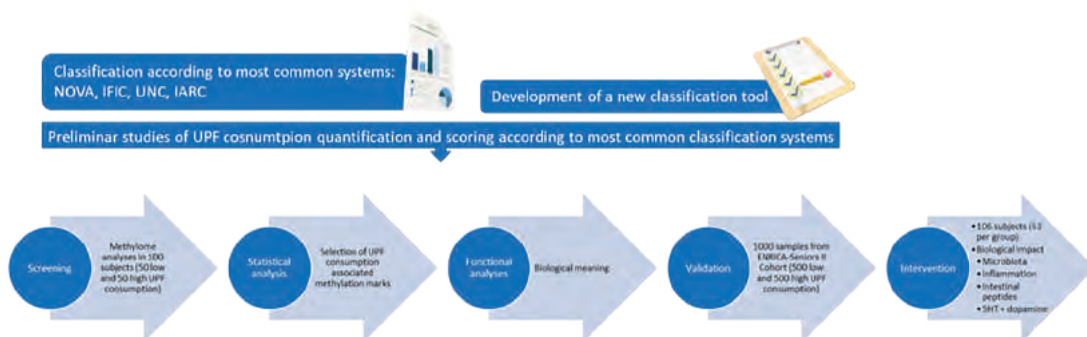 Classification according to most common systems:
NOVA, IFIC, UNC, IARC
Development of a new classification tool
Preliminar studies of UPF cosnumtpion quantification and scoring according to most common classification systems
Screening
Methylome
analyses in 100
subjects (50 low
and 50 high UPF
consumption)
Statistical
analysis
Selection of UPF
consumption
associated
methylation marks
Functional
analyses
Biological meaning
Validation
1000 samples from
ENRICA-Seniors II
Cohort (500 low
and 500 high UPF
consumption)
Intervention
•106 subjects (53
per group)
•Biological impact
•Microbiota
•Inflammation
•Intestinal
peptides
•5HT + dopamine